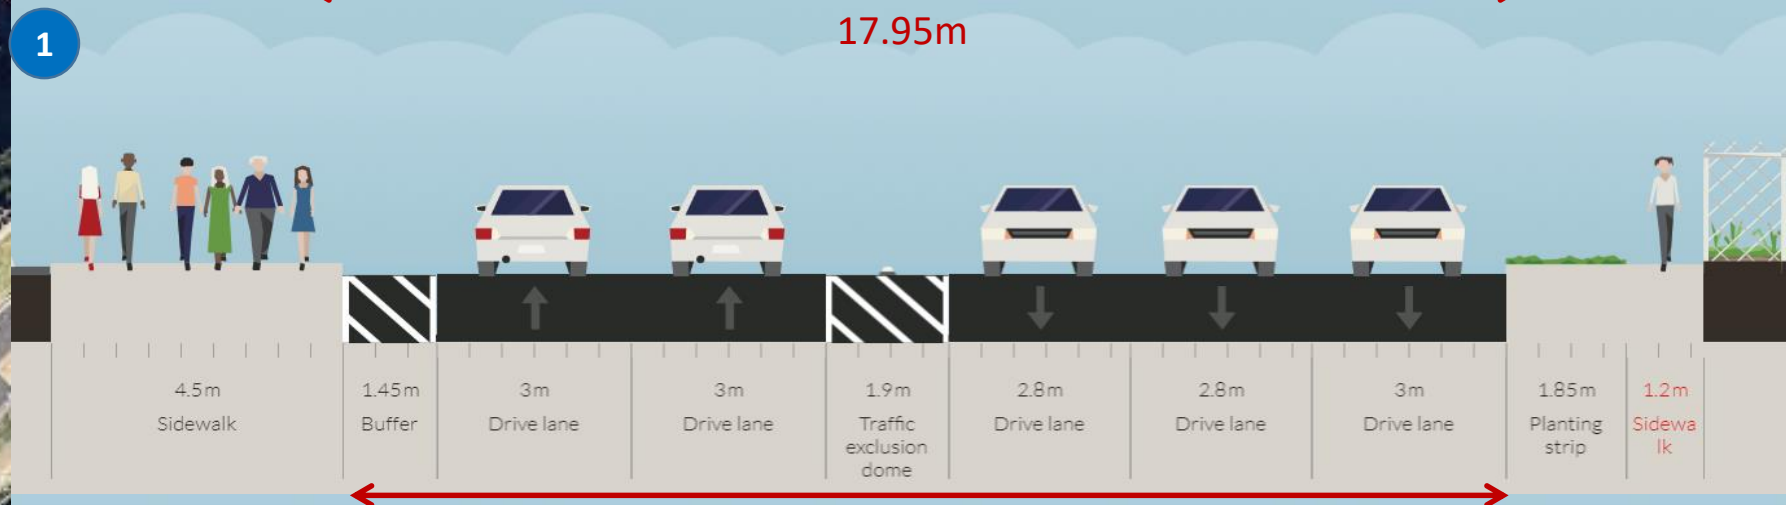 1
17.95m
4.5m 1.45m 3m 3m 1.9m 2.8m 2.8m 3m 1.85m 1.2m
Sidewalk Buffer Drive lane Drive lane Traffic Drive lane Drive lane Drive lane Planting Sidewa
exclusion strip lk
dome